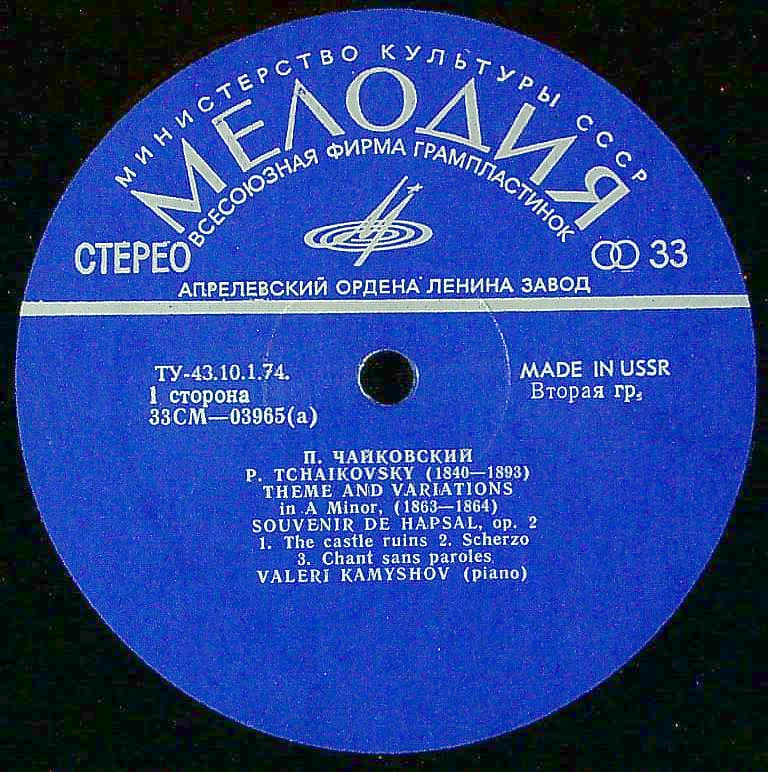 МИНИСТЕРСТВО КУЛЬТУРЫ СССР
МЕЛОДИЯ
ВСЕСОЮЗНАЯ ФИРМА ГРАМПЛАСТИНОК
СТЕРЕО
33
АПРЕЛЕВСКИЙ ОРДЕНА ЛЕНИНА ЗАВОД
ТУ-43.10.1.74.
1 сторона
33СМ—03965(а)
MADE IN USSR
Вторая гр.
П. ЧАЙКОВСКИЙ
P. TCHAIKOVSKY (1840—1893)
THEME AND VARIATIONS
in A Minor, (1863—1864)
SOUVENIR DE HAPSAL, op. 2
1. The castle ruins 2. Scherzo
3. Chant sans paroles
VALERI KAMYSHOV (piano)